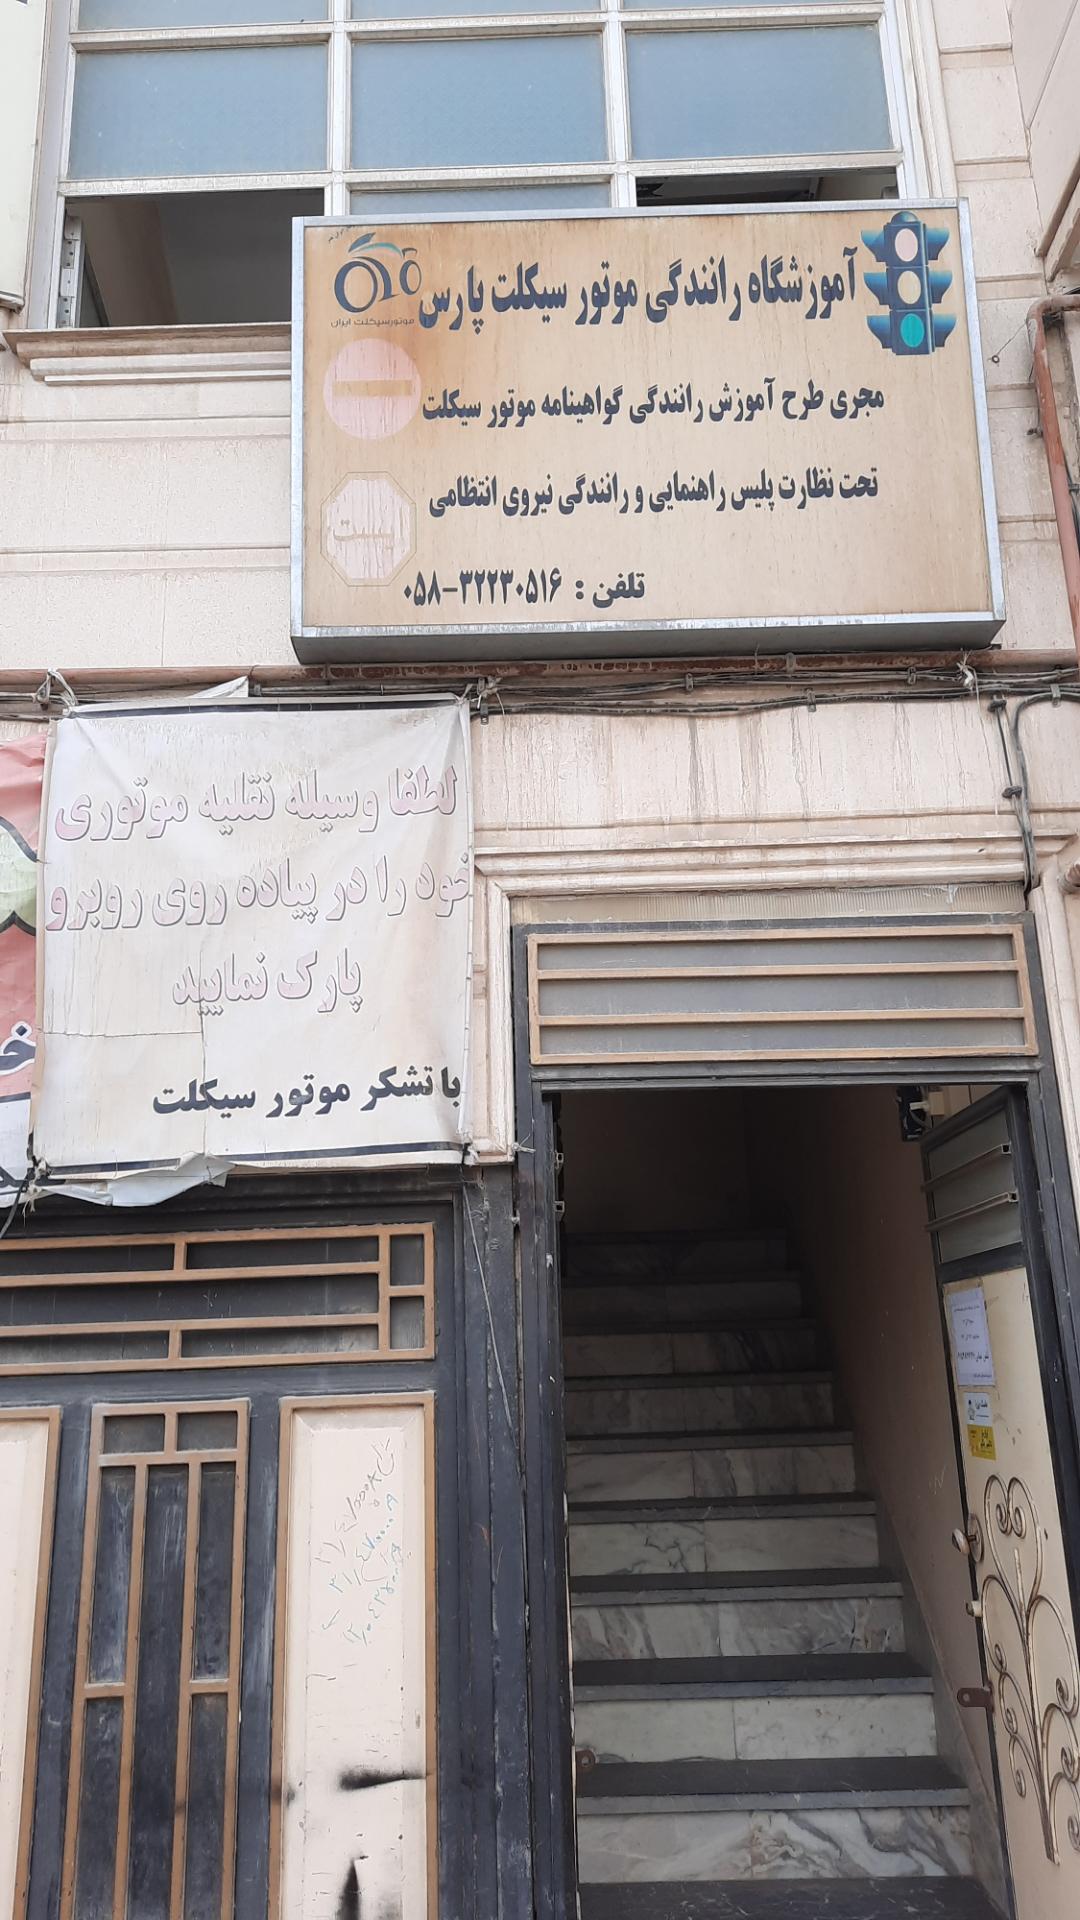 آموزشگاه رانندگی موتور سیکلت پارس
موتورسیکلت ایران
مجری طرح آموزش رانندگی گواهینامه موتور سیکلت
تحت نظارت پلیس راهنمایی و رانندگی نیروی انتظامی
ایست
تلفن : ۳۲۲۳۰۵۱۶-۰۵۸
لطفا وسیله نقلیه موتوری
خود را در پیاده روی روبرو
پارک نمایید
با تشکر موتور سیکلت